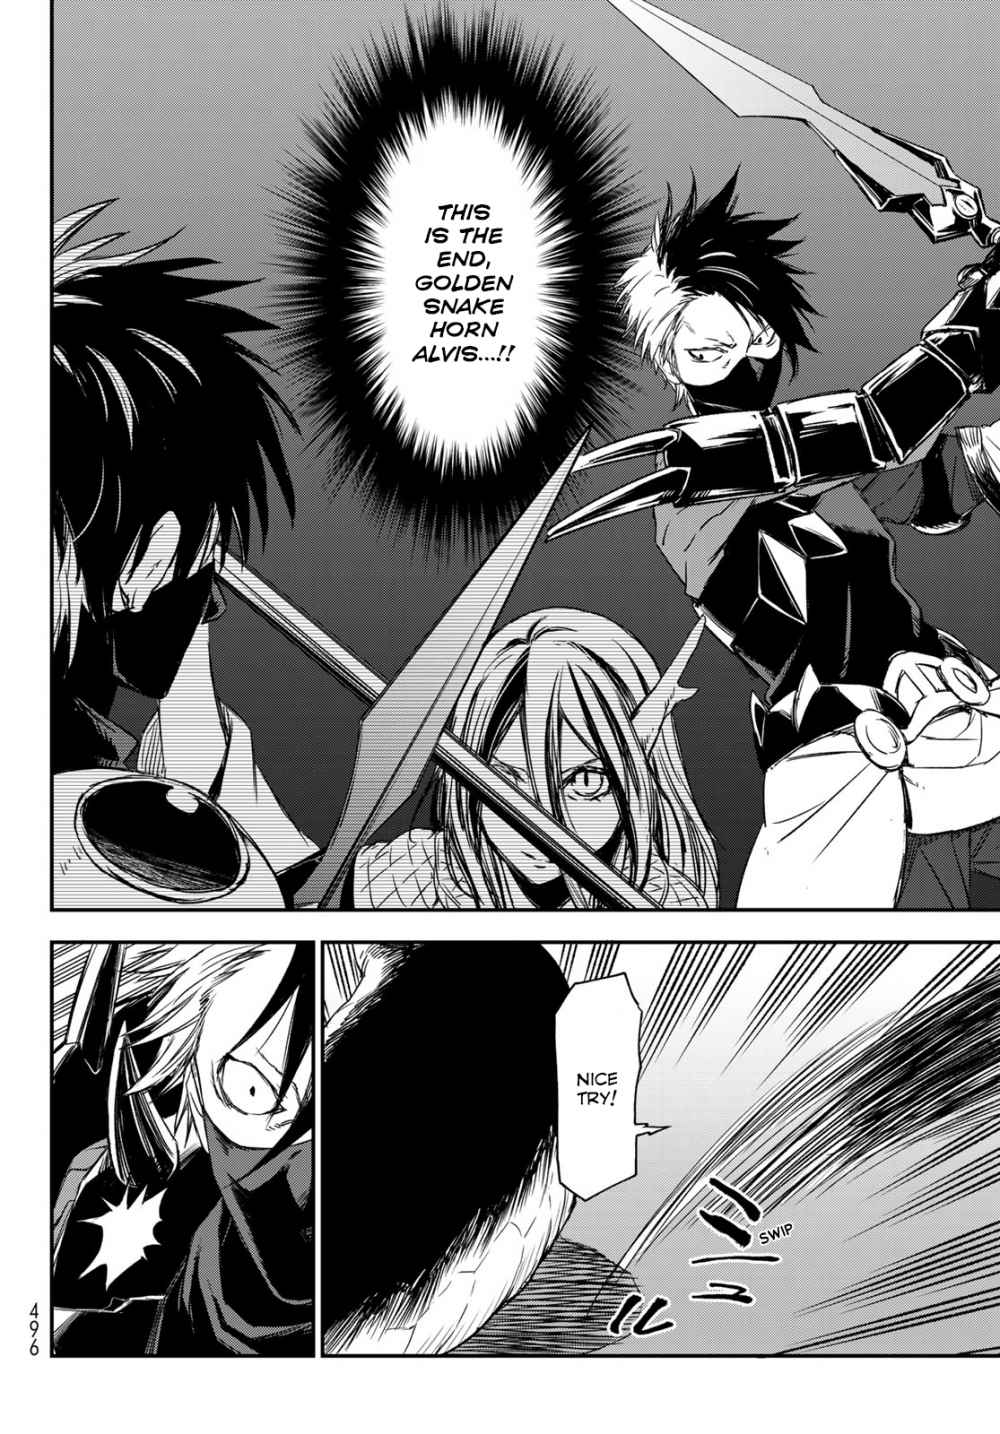 THIS
IS THE
END,
GOLDEN
SNAKE
HORN
ALVIS...!!
NICE
TRY!
SWIP
496